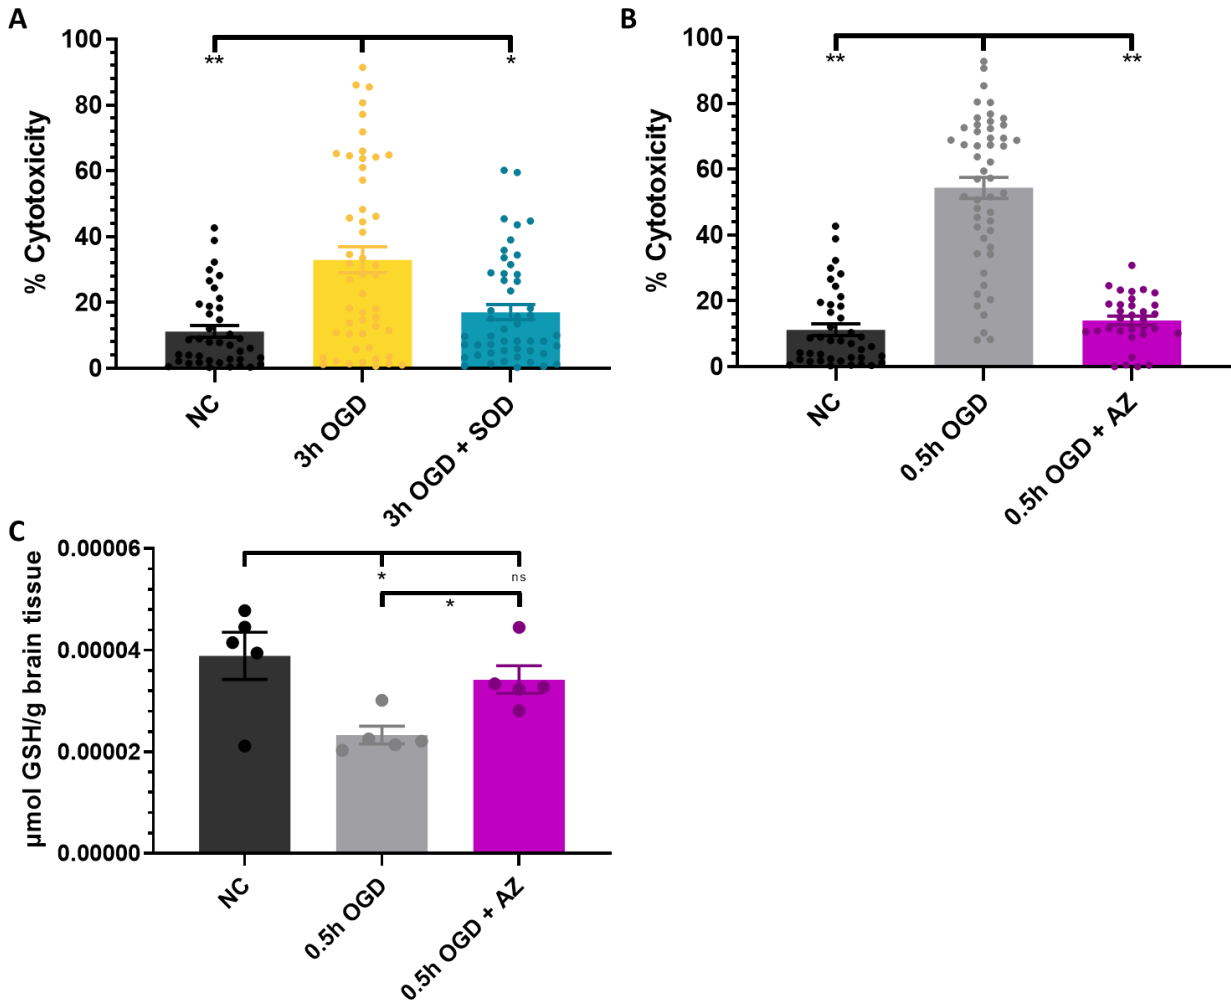 A
% Cytotoxicity
100
80
60
40
20
0
**
*
NC
3h OGD
3h OGD + SOD
B
% Cytotoxicity
100
80
60
40
20
0
**
**
NC
0.5h OGD
0.5h OGD + AZ
C
µmol GSH/g brain tissue
0.00006
0.00004
0.00002
0.00000
*
ns
*
NC
0.5h OGD
0.5h OGD + AZ